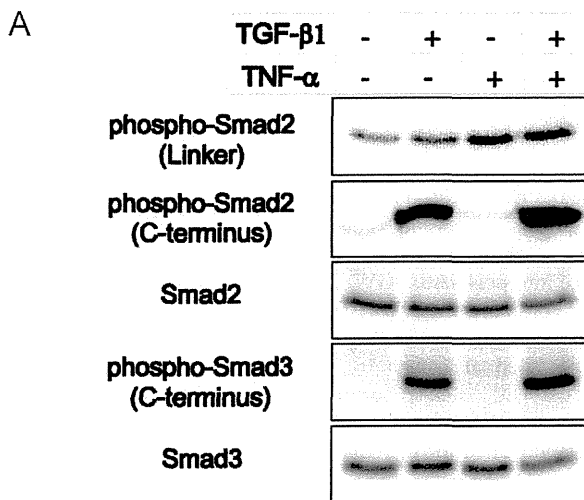 A
TGF-β1 - + - +
TNF-α - - + +
phospho-Smad2
(Linker)
phospho-Smad2
(C-terminus)
Smad2
phospho-Smad3
(C-terminus)
Smad3